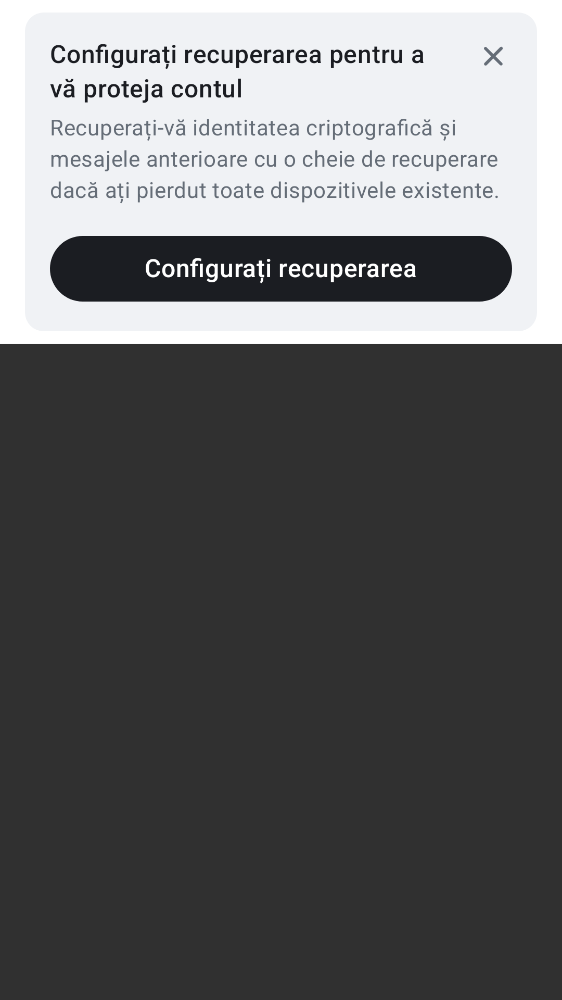 Configurați recuperarea pentru a
vă proteja contul
Recuperați-vă identitatea criptografică și
mesajele anterioare cu o cheie de recuperare
dacă ați pierdut toate dispozitivele existente.
Configurați recuperarea